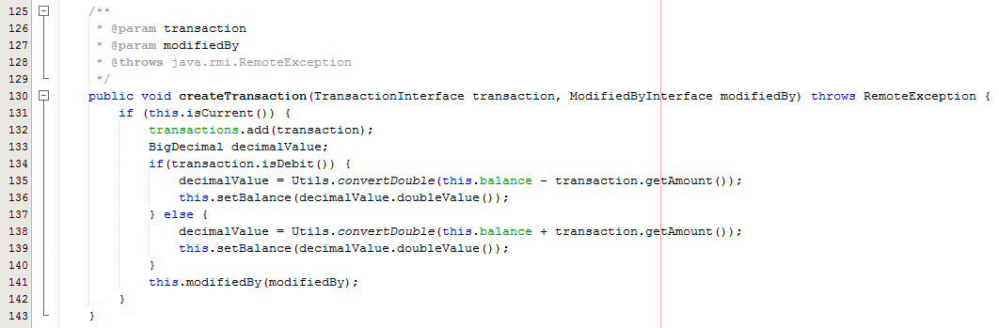 125 /**
126 * @param transaction
127 * @param modifiedBy
128 * @throws java.rmi.RemoteException
129 */
130 public void createTransaction(TransactionInterface transaction, ModifiedByInterface modifiedBy) throws RemoteException {
131 if (this.isCurrent()) {
132 transactions.add(transaction);
133 BigDecimal decimalValue;
134 if(transaction.isDebit()) {
135 decimalValue = Utils.convertDouble(this.balance - transaction.getAmount());
136 this.setBalance(decimalValue.doubleValue());
137 } else {
138 decimalValue = Utils.convertDouble(this.balance + transaction.getAmount());
139 this.setBalance(decimalValue.doubleValue());
140 }
141 this.modifiedBy(modifiedBy);
142 }
143 }